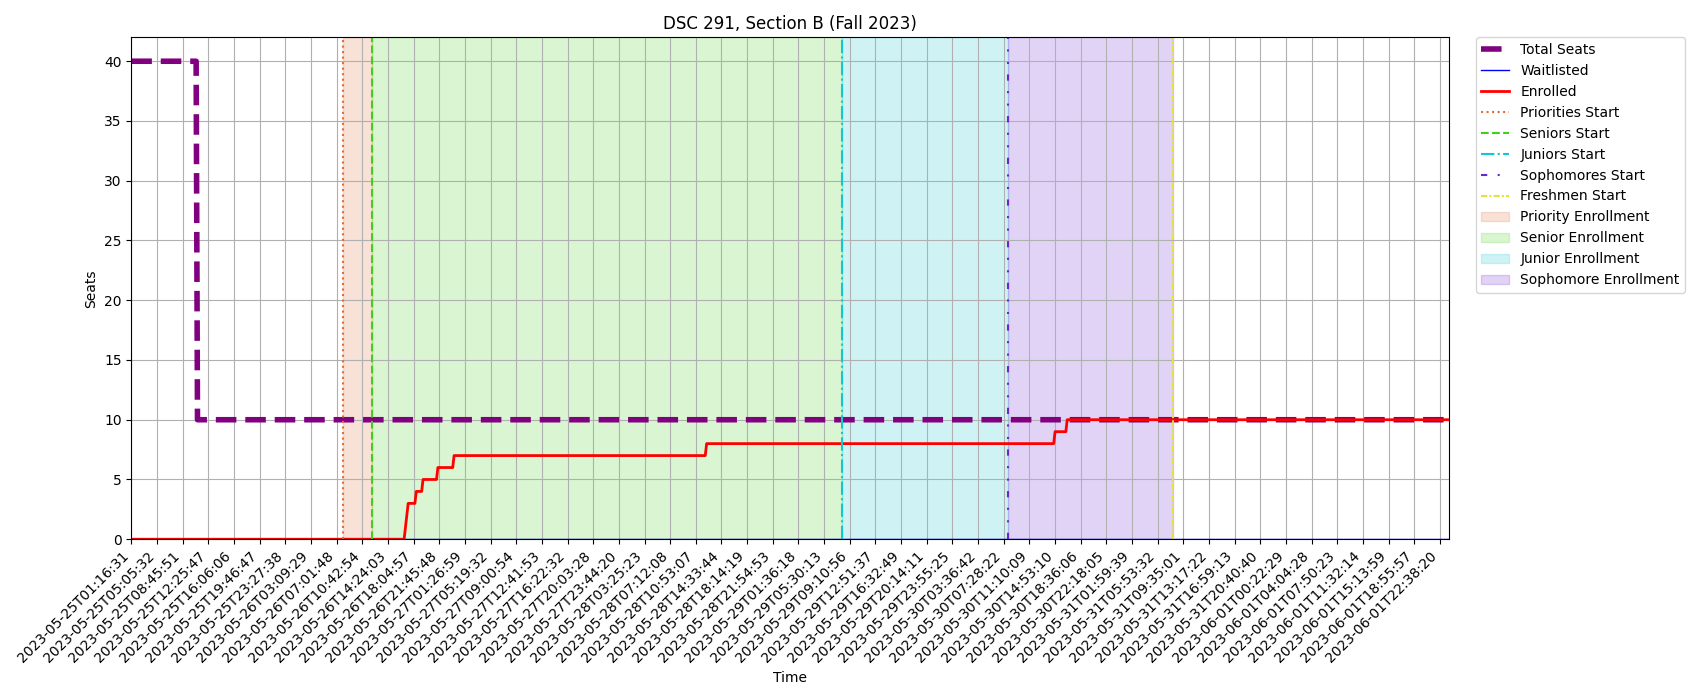 DSC 291, Section B (Fall 2023)
Total Seats
Waitlisted
Enrolled
Priorities Start
Seniors Start
Juniors Start
Sophomores Start
Freshmen Start
Priority Enrollment
Senior Enrollment
Junior Enrollment
Sophomore Enrollment
Seats
40
35
30
25
20
15
10
5
0
2023-05-25T01:16:31
2023-05-25T05:05:32
2023-05-25T08:45:51
2023-05-25T12:25:47
2023-05-25T16:06:06
2023-05-25T19:46:47
2023-05-25T23:27:38
2023-05-26T03:09:29
2023-05-26T07:01:48
2023-05-26T10:42:54
2023-05-26T14:24:03
2023-05-26T18:04:57
2023-05-26T21:45:48
2023-05-27T01:26:59
2023-05-27T05:19:32
2023-05-27T09:00:54
2023-05-27T12:41:53
2023-05-27T16:22:32
2023-05-27T20:03:28
2023-05-27T23:44:20
2023-05-28T03:25:23
2023-05-28T07:12:08
2023-05-28T10:53:07
2023-05-28T14:33:44
2023-05-28T18:14:19
2023-05-28T21:54:53
2023-05-29T01:36:18
2023-05-29T05:30:13
2023-05-29T09:10:56
2023-05-29T12:51:37
2023-05-29T16:32:49
2023-05-29T20:14:11
2023-05-29T23:55:25
2023-05-30T03:36:42
2023-05-30T07:28:22
2023-05-30T11:10:09
2023-05-30T14:53:10
2023-05-30T18:36:06
2023-05-30T22:18:05
2023-05-31T01:59:39
2023-05-31T05:53:32
2023-05-31T09:35:01
2023-05-31T13:17:22
2023-05-31T16:59:13
2023-05-31T20:40:40
2023-06-01T00:22:29
2023-06-01T04:04:28
2023-06-01T07:50:23
2023-06-01T11:32:14
2023-06-01T15:13:59
2023-06-01T18:55:57
2023-06-01T22:38:20
Time